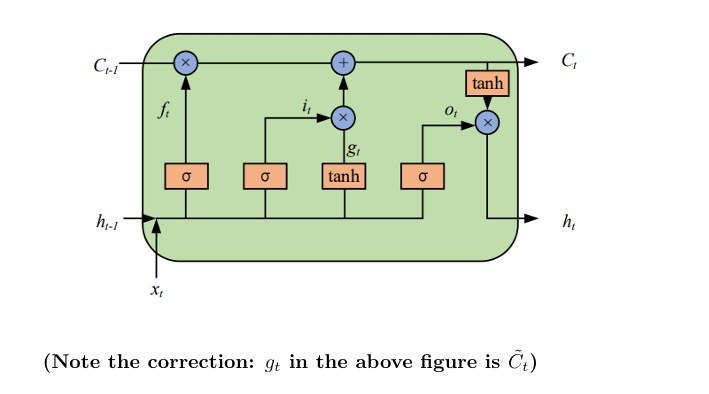 C_{t-1} × + C_t
tanh
f_t i_t × o_t ×
g_t
σ σ tanh σ
h_{t-1} h_t
x_t
(Note the correction: g_t in the above figure is C̃_t)